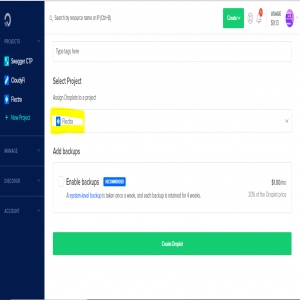 Search by resource name or IP (Ctrl+B)
Create
USAGE
$9.13
PROJECTS
Swagger CTP
CloudyFi
Flectra
+ New Project
MANAGE
DISCOVER
ACCOUNT
Type tags here
Select Project
Assign Droplets to a project
Flectra
Add backups
Enable backups
RECOMMENDED
$1.00/mo
A system-level backup is taken once a week, and each backup is retained for 4 weeks.
20% of the Droplet price
Create Droplet